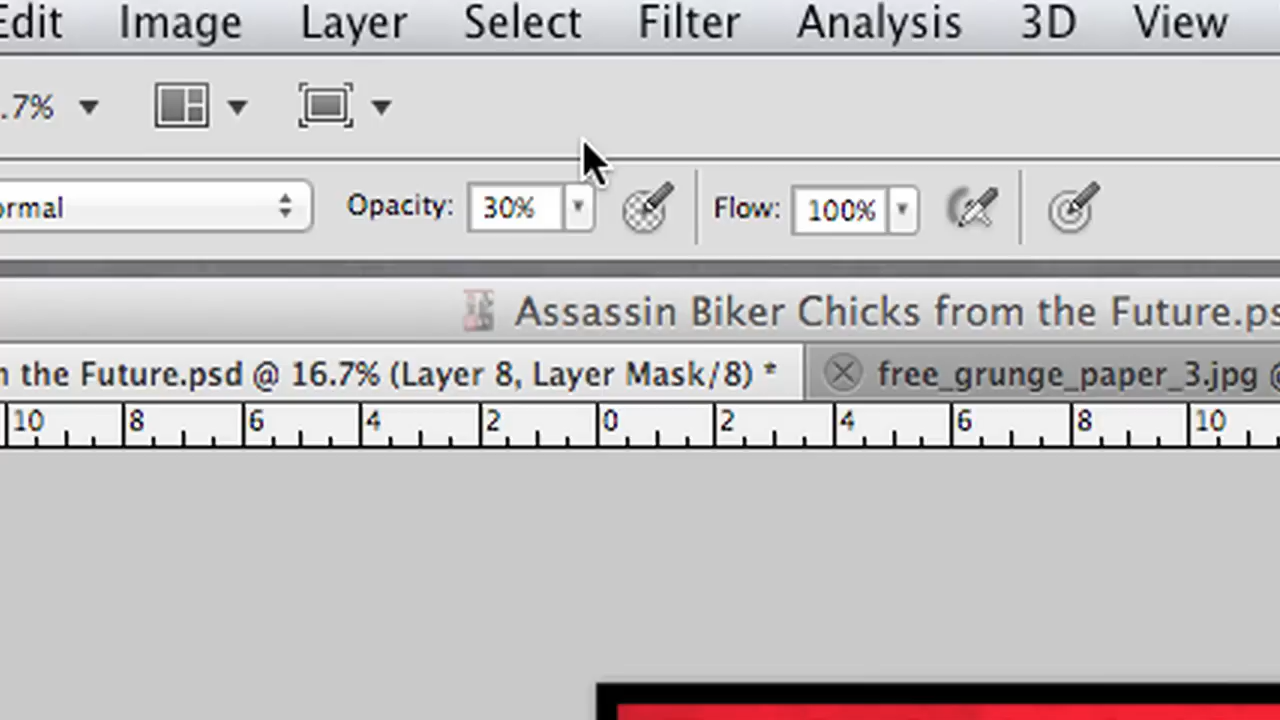 Edit Image Layer Select Filter Analysis 3D View
.7%
ormal Opacity: 30% Flow: 100%
Assassin Biker Chicks from the Future.ps
the Future.psd @ 16.7% (Layer 8, Layer Mask/8) * free_grunge_paper_3.jpg @
10 8 6 4 2 0 2 4 6 8 10